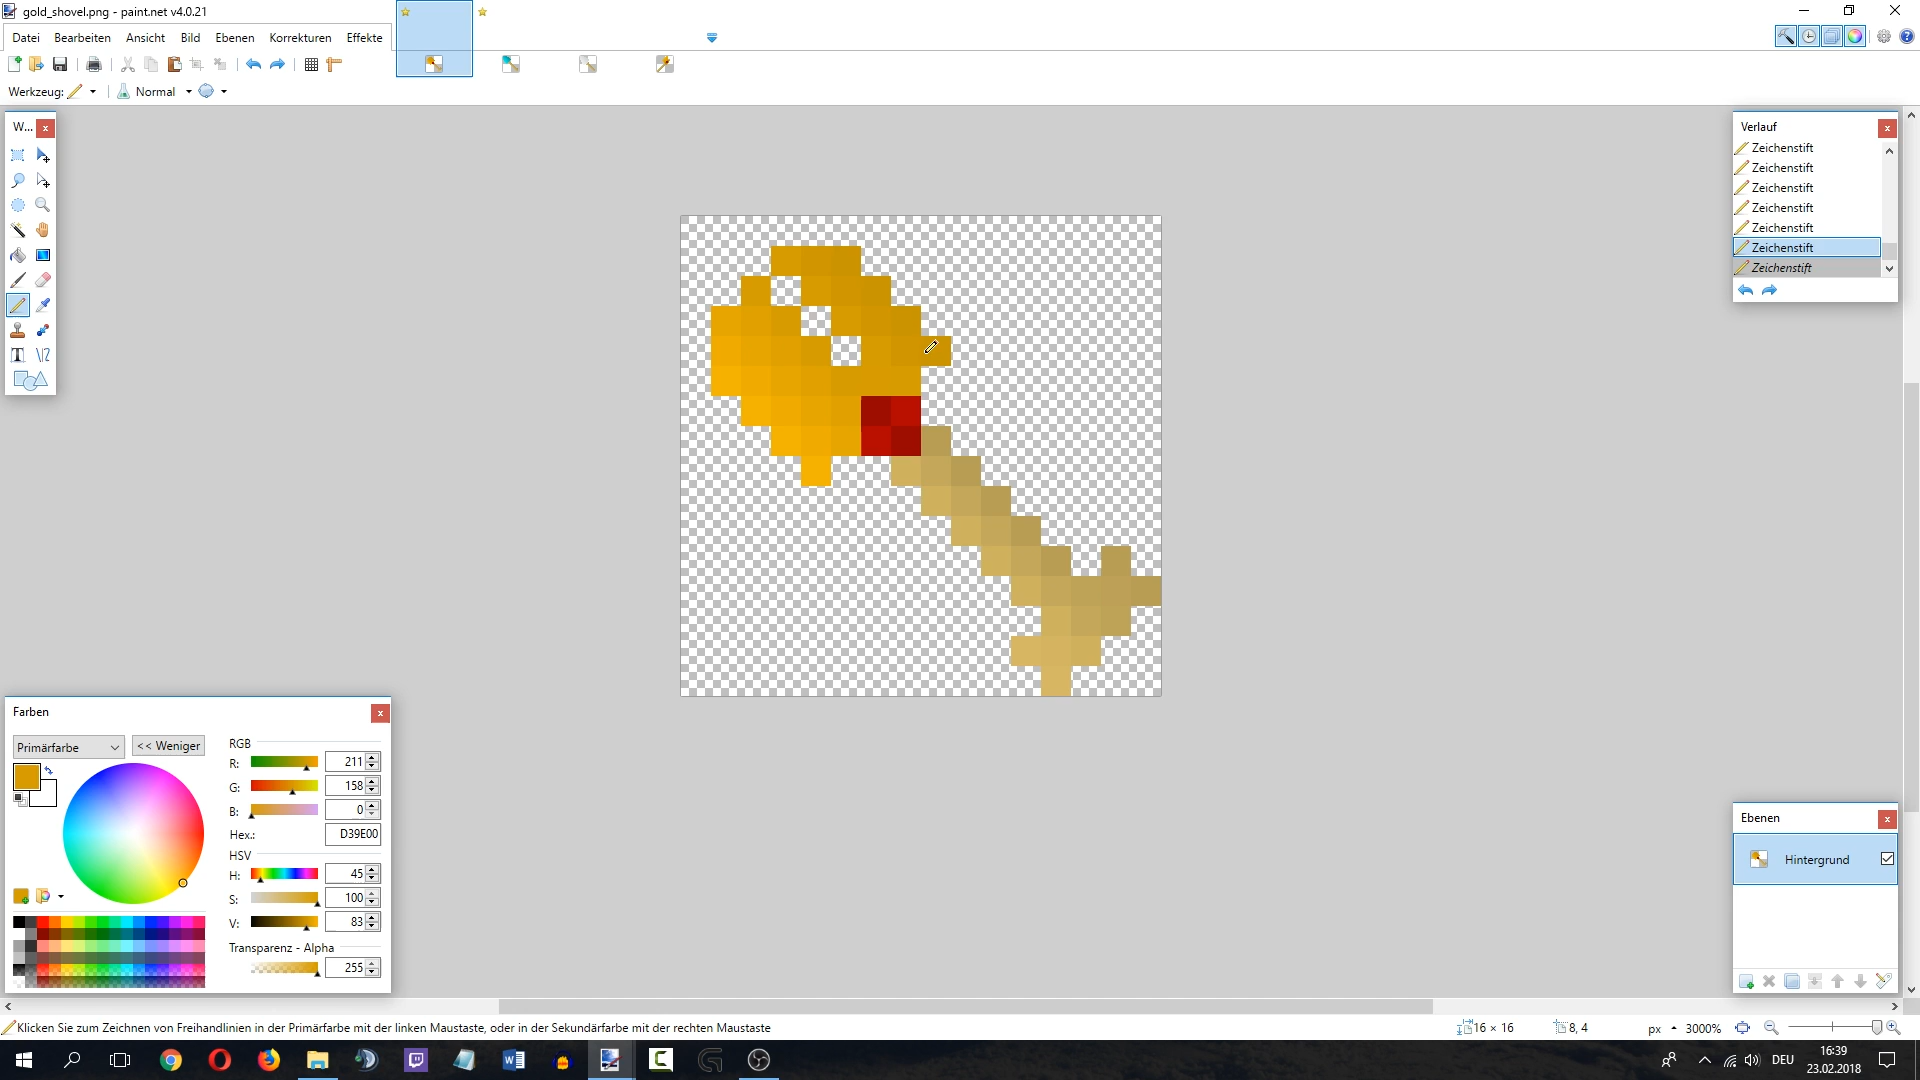 gold_shovel.png - paint.net v4.0.21
Datei Bearbeiten Ansicht Bild Ebenen Korrekturen Effekte
Werkzeug: Normal
W...
Verlauf
Zeichenstift
Zeichenstift
Zeichenstift
Zeichenstift
Zeichenstift
Zeichenstift
Zeichenstift
Farben
Primärfarbe
<< Weniger
RGB
R: 211
G: 158
B: 0
Hex.: D39E00
HSV
H: 45
S: 100
V: 83
Transparenz - Alpha
255
Ebenen
Hintergrund
Klicken Sie zum Zeichnen von Freihandlinien in der Primärfarbe mit der linken Maustaste, oder in der Sekundärfarbe mit der rechten Maustaste
16 × 16
8, 4
px
3000%
DEU
16:39
23.02.2018